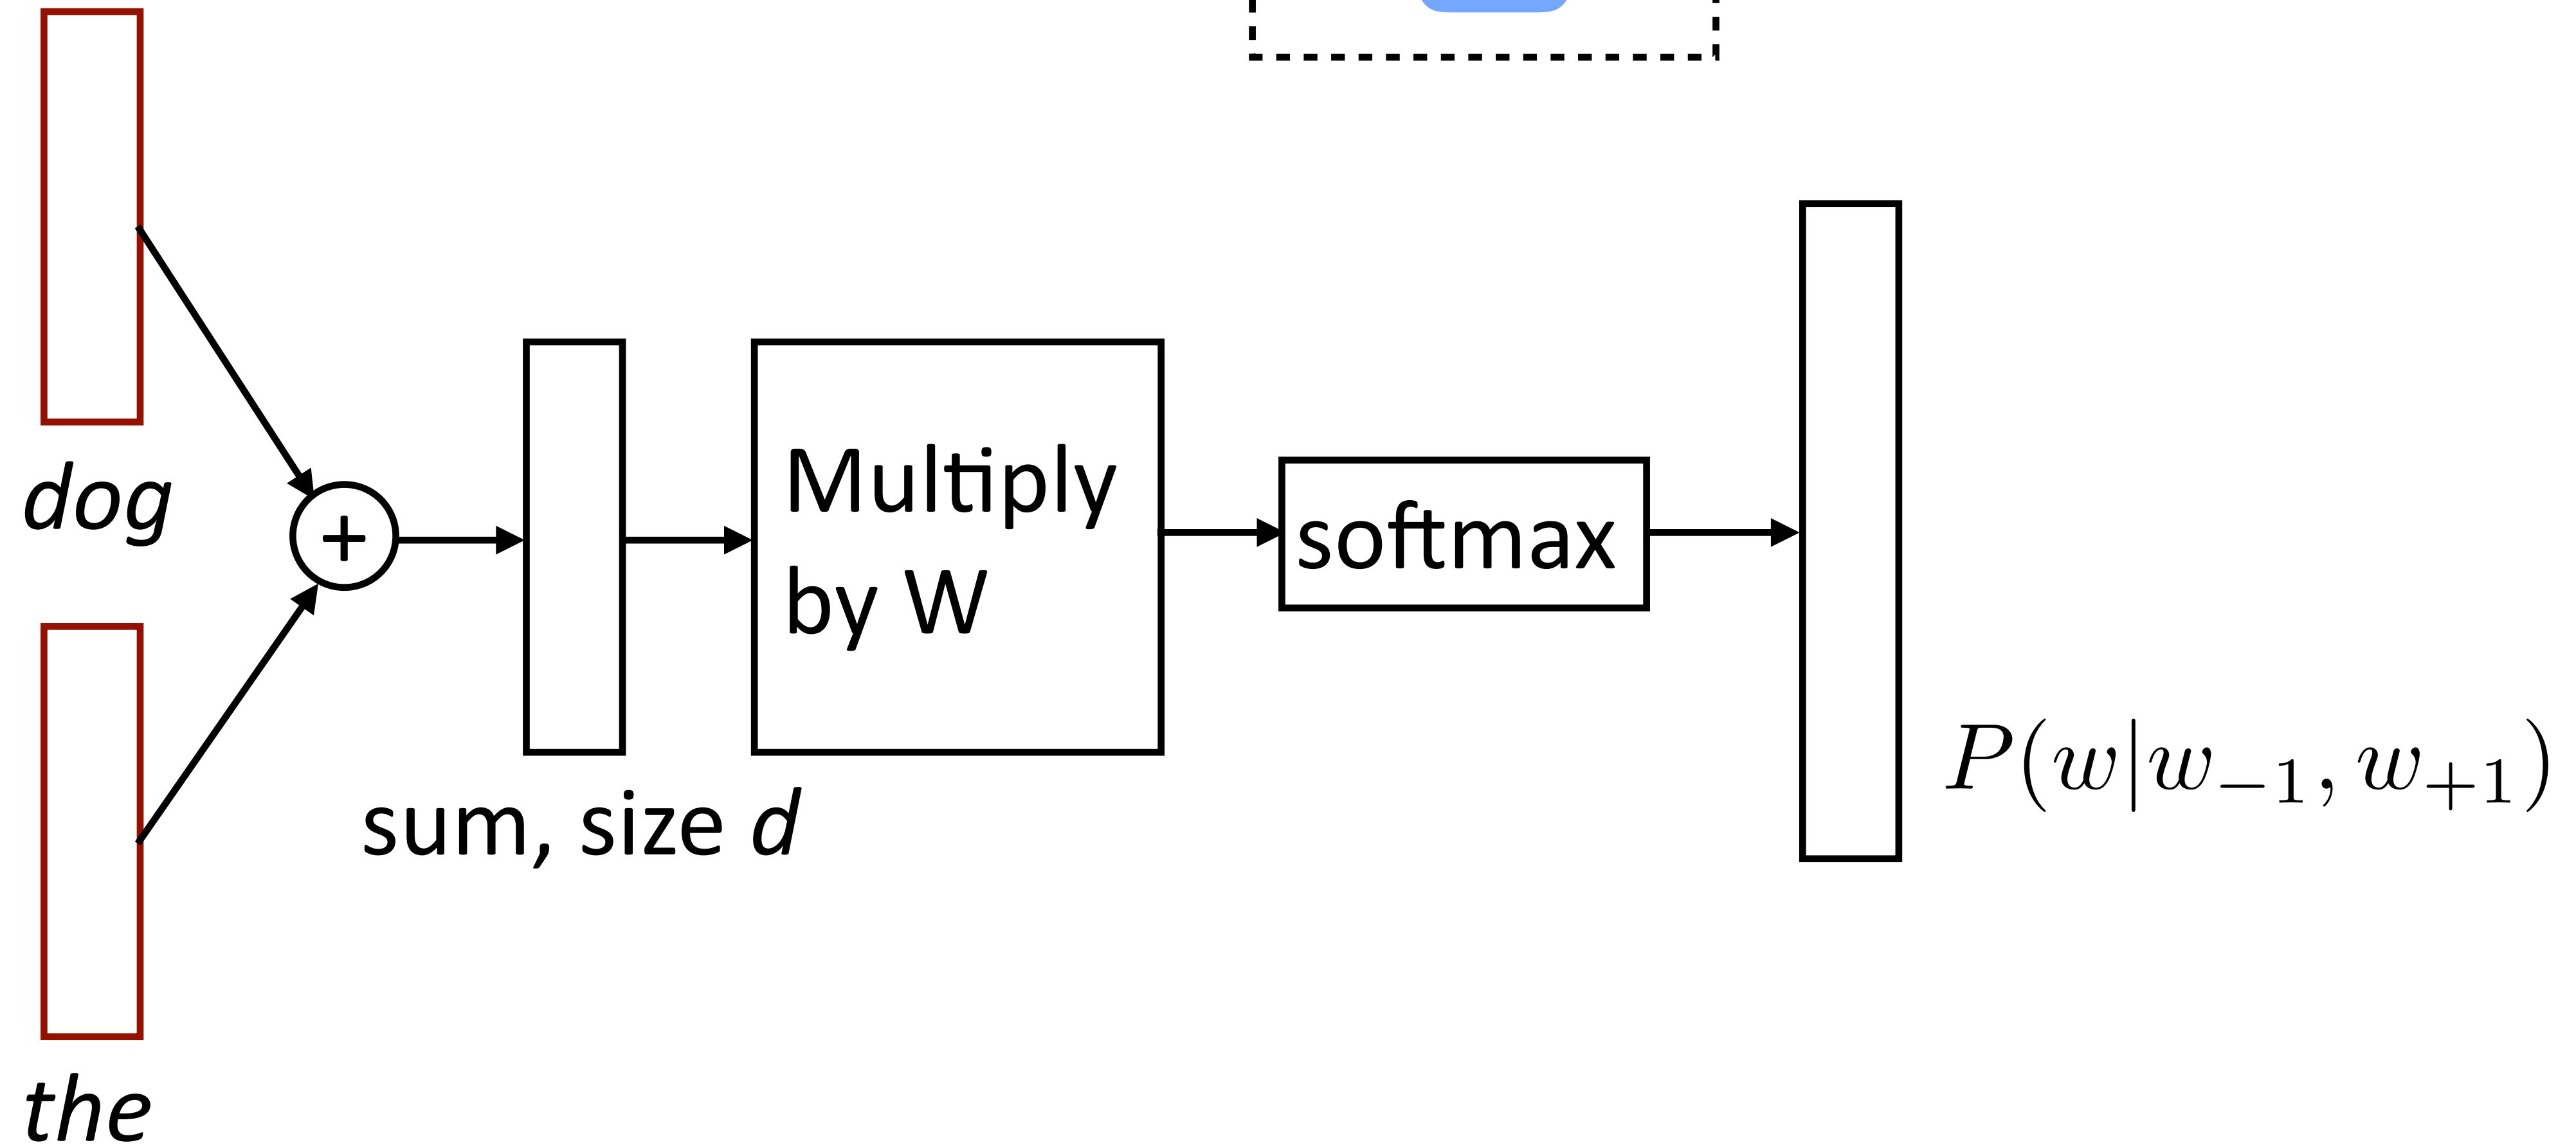 dog
+
Multiply
by W
softmax
sum, size d
P(w|w₋₁, w₊₁)
the